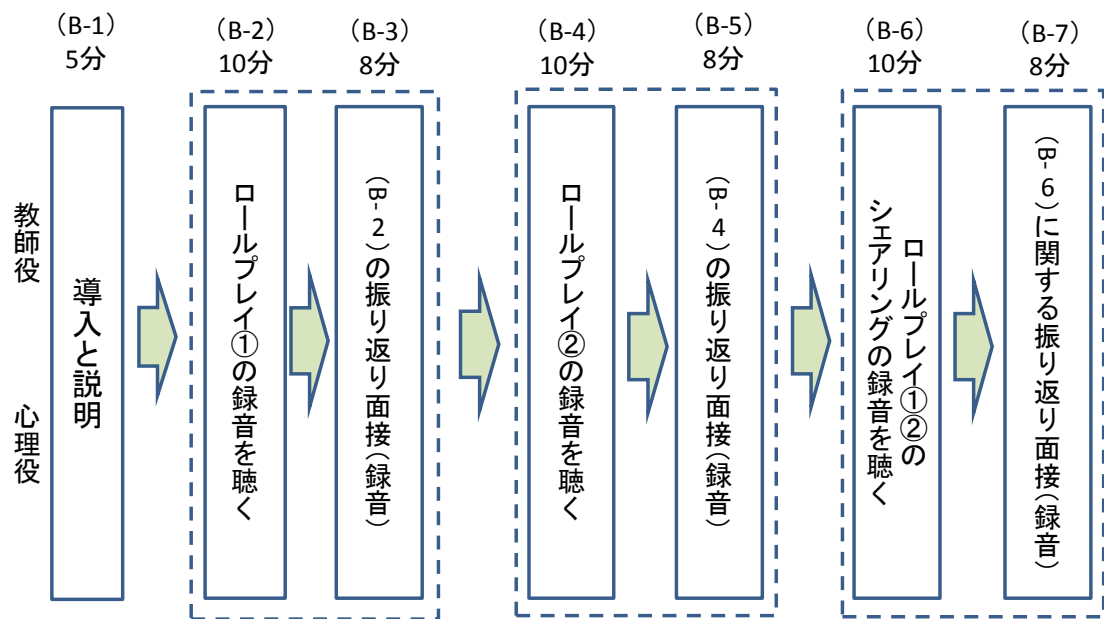 (B-1)
5分
(B-2)
10分
(B-3)
8分
(B-4)
10分
(B-5)
8分
(B-6)
10分
(B-7)
8分
教師役
心理役
導入と説明
ロールプレイ①の録音を聴く
(B-2)の振り返り面接(録音)
ロールプレイ②の録音を聴く
(B-4)の振り返り面接(録音)
ロールプレイ①②の
シェアリングの録音を聴く
(B-6)に関する振り返り面接(録音)